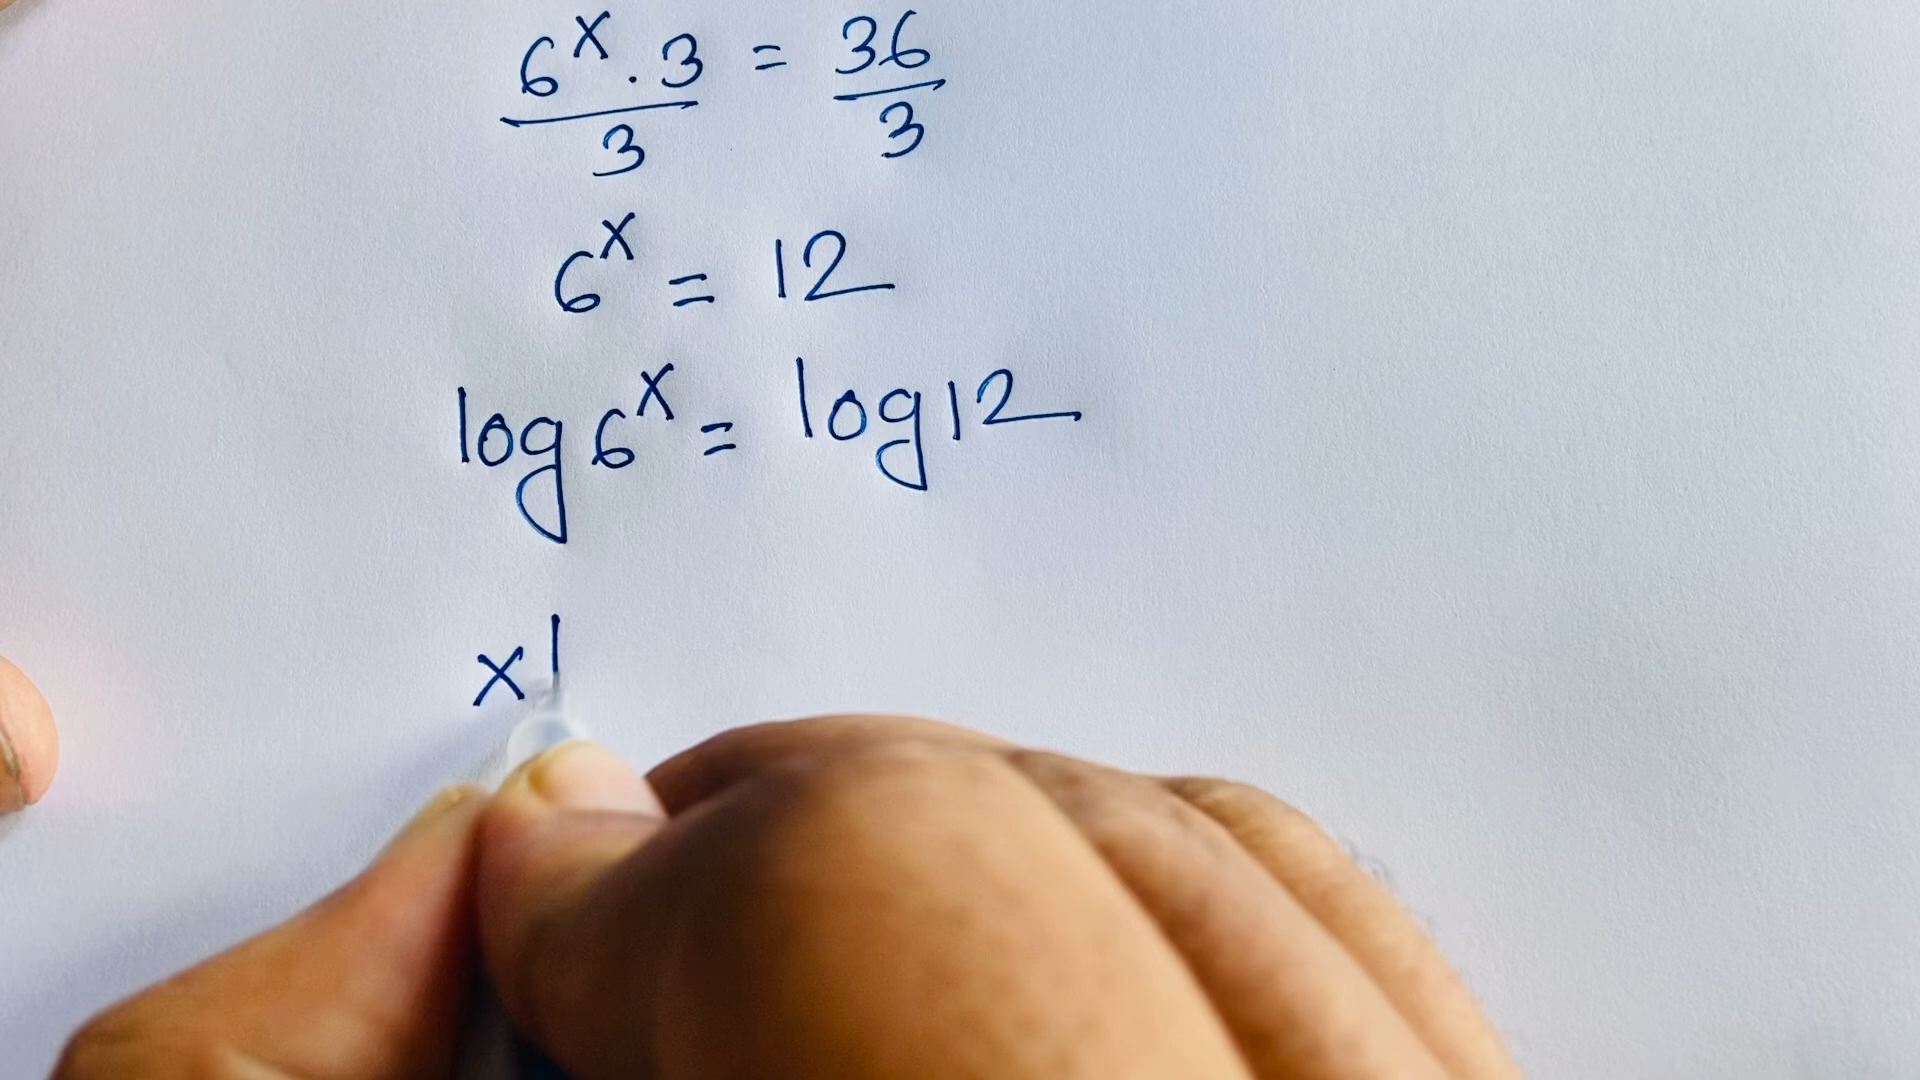 6^x . 3 / 3 = 36 / 3
6^x = 12
log 6^x = log 12
x l